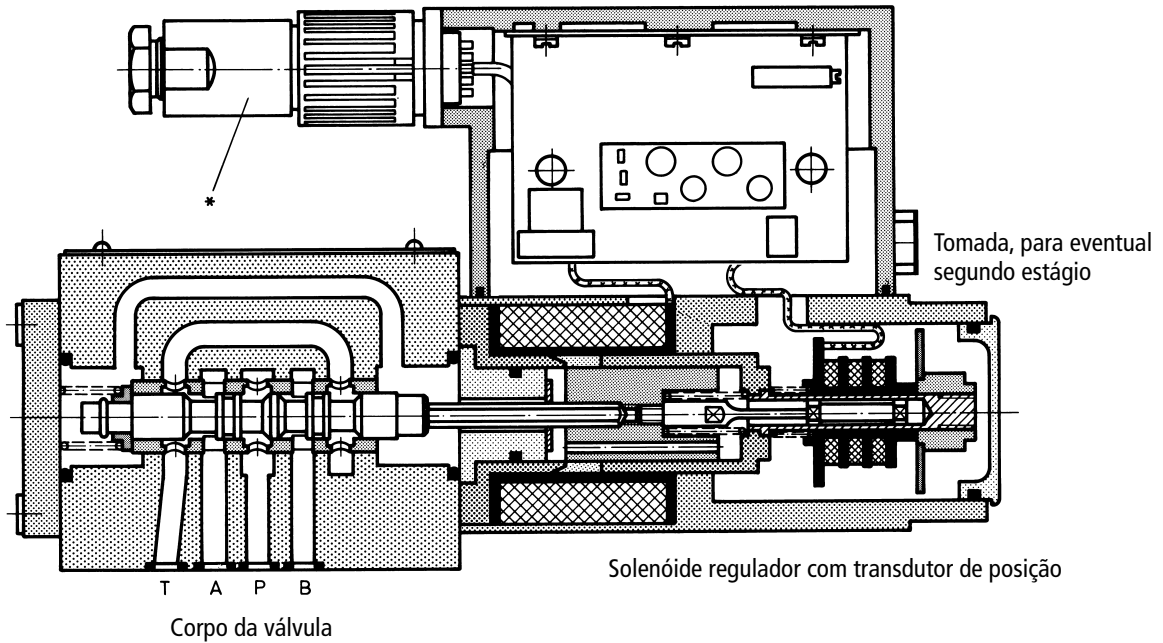 *
Tomada, para eventual
segundo estágio
T A P B
Solenóide regulador com transdutor de posição
Corpo da válvula